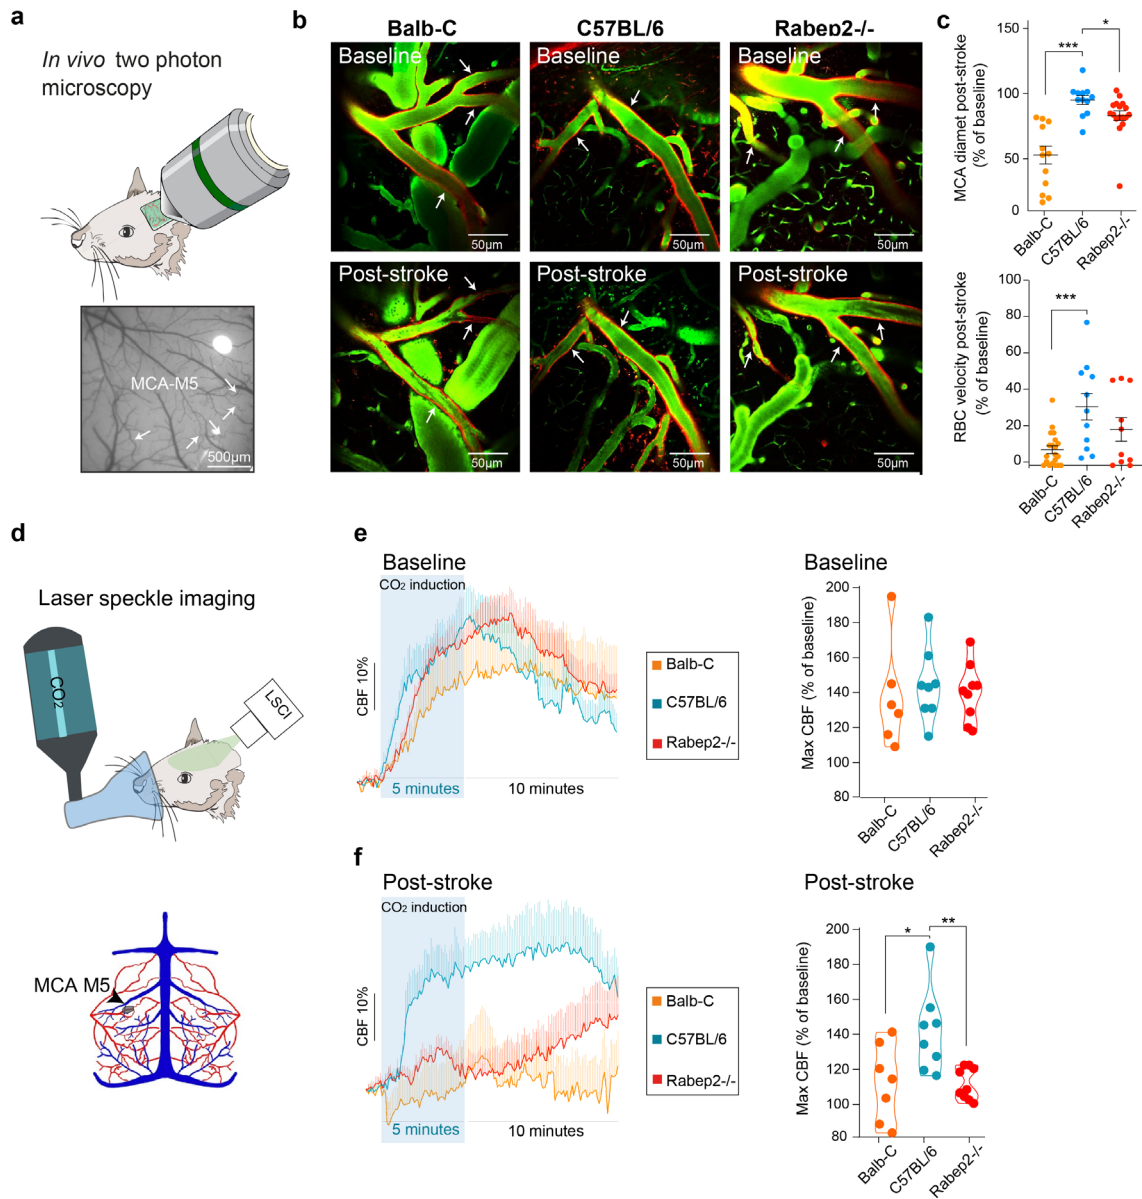 a
In vivo two photon
microscopy
MCA-M5
500µm
b
Balb-C
C57BL/6
Rabep2-/-
Baseline
Baseline
Baseline
50µm
50µm
50µm
Post-stroke
Post-stroke
Post-stroke
50µm
50µm
50µm
c
MCA diamet post-stroke
(% of baseline)
150
100
50
0
***
*
Balb-C
C57BL/6
Rabep2-/-
RBC velocity post-stroke
(% of baseline)
80
60
40
20
0
***
Balb-C
C57BL/6
Rabep2-/-
d
Laser speckle imaging
CO2
LSCI
MCA M5
e
Baseline
CO2 induction
CBF 10%
5 minutes
10 minutes
Balb-C
C57BL/6
Rabep2-/-
Baseline
Max CBF (% of baseline)
200
180
160
140
120
100
80
Balb-C
C57BL/6
Rabep2-/-
f
Post-stroke
CO2 induction
CBF 10%
5 minutes
10 minutes
Balb-C
C57BL/6
Rabep2-/-
Post-stroke
Max CBF (% of baseline)
200
180
160
140
120
100
80
*
**
Balb-C
C57BL/6
Rabep2-/-